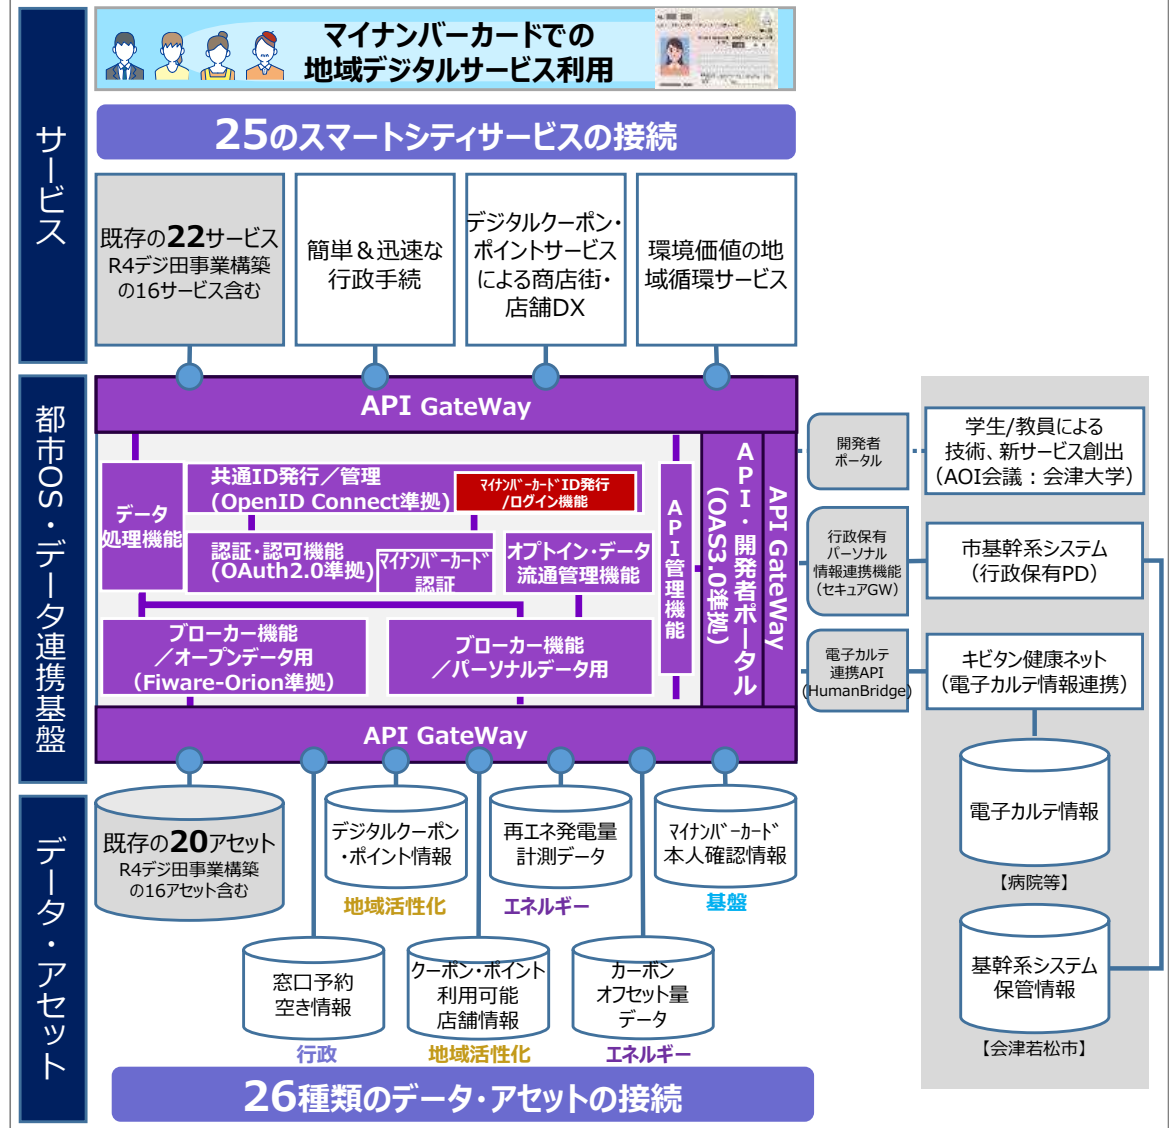 マイナンバーカードでの
地域デジタルサービス利用
サービス
25のスマートシティサービスの接続
既存の22サービス
R4デジ田事業構築
の16サービス含む
簡単＆迅速な
行政手続
デジタルクーポン・
ポイントサービス
による商店街・
店舗DX
環境価値の地
域循環サービス
都市OS・データ連携基盤
API GateWay
データ
処理機能
共通ID発行／管理
(OpenID Connect準拠)
ﾏｲﾅﾝﾊﾞｰｶｰﾄﾞID発行
/ログイン機能
認証・認可機能
(OAuth2.0準拠)
マイナンバーカード
認証
オプトイン・データ
流通管理機能
ブローカー機能
／オープンデータ用
（Fiware-Orion準拠）
ブローカー機能
／パーソナルデータ用
API管理機能
API・開発者ポータル
(OAS3.0準拠)
API GateWay
API GateWay
開発者
ポータル
学生/教員による
技術、新サービス創出
（AOI会議：会津大学）
行政保有
パーソナル
情報連携機能
（セキュアGW）
市基幹系システム
（行政保有PD）
電子カルテ
連携API
(HumanBridge)
キビタン健康ネット
（電子カルテ情報連携）
電子カルテ情報
【病院等】
基幹系システム
保管情報
【会津若松市】
データ・アセット
既存の20アセット
R4デジ田事業構築
の16アセット含む
デジタルクーポン
・ポイント情報
地域活性化
再エネ発電量
計測データ
エネルギー
ﾏｲﾅﾝﾊﾞｰｶｰﾄﾞ
本人確認情報
基盤
窓口予約
空き情報
行政
クーポン・ポイント
利用可能
店舗情報
地域活性化
カーボン
オフセット量
データ
エネルギー
26種類のデータ・アセットの接続